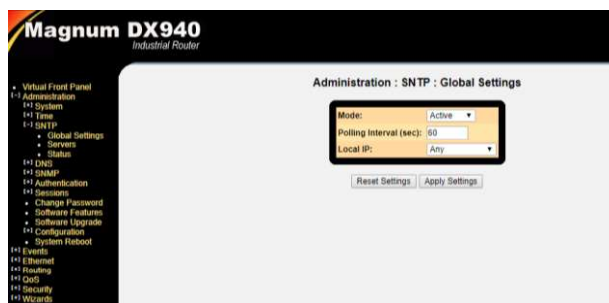 Magnum DX940
Industrial Router
Virtual Front Panel
[-] Administration
[+] System
[+] Time
[-] SNTP
Global Settings
Servers
Status
[+] DNS
[+] SNMP
[+] Authentication
[+] Sessions
Change Password
Software Features
Software Upgrade
[+] Configuration
System Reboot
[+] Events
[+] Ethernet
[+] Routing
[+] QoS
[+] Security
[+] Wizards
Administration : SNTP : Global Settings
Mode: Active
Polling Interval (sec): 60
Local IP: Any
Reset Settings Apply Settings